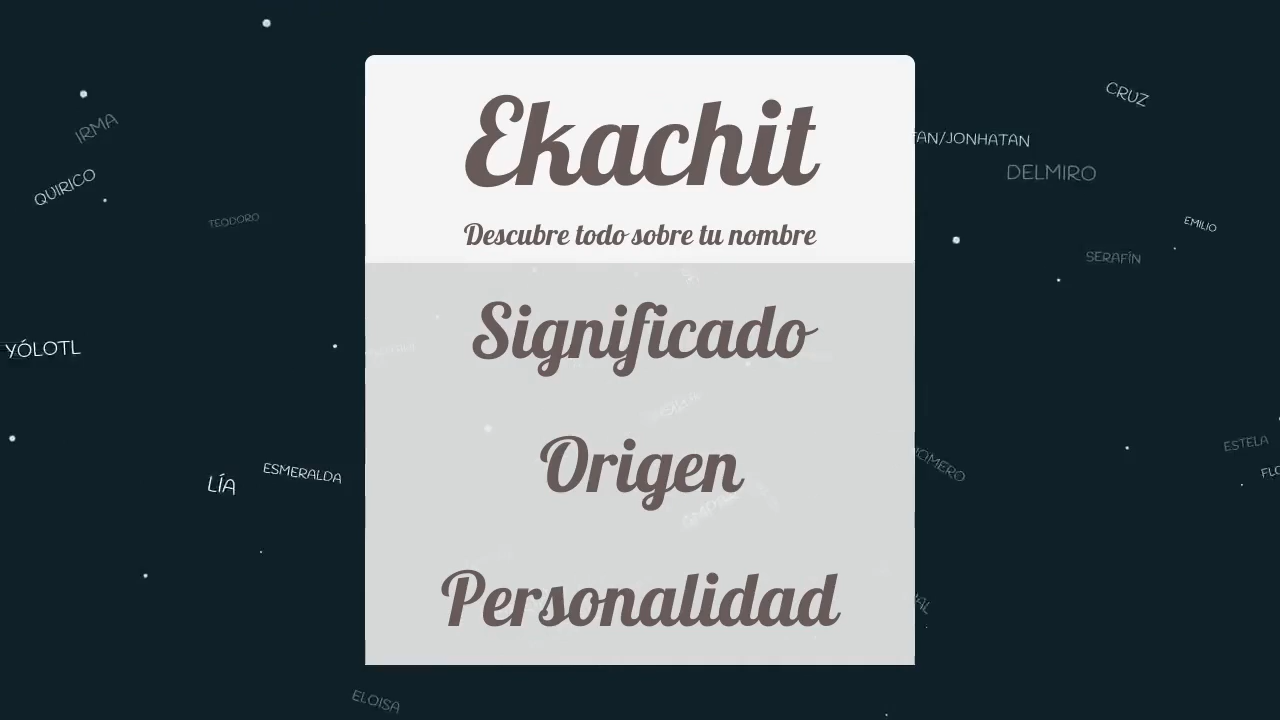 Ekachit
Descubre todo sobre tu nombre
Significado
Origen
Personalidad
IRMA
QUIRICO
TEODORO
YÓLOTL
LÍA
ESMERALDA
ELOISA
CRUZ
TAN/JONHATAN
DELMIRO
EMILIO
SERAFÍN
ESTELA